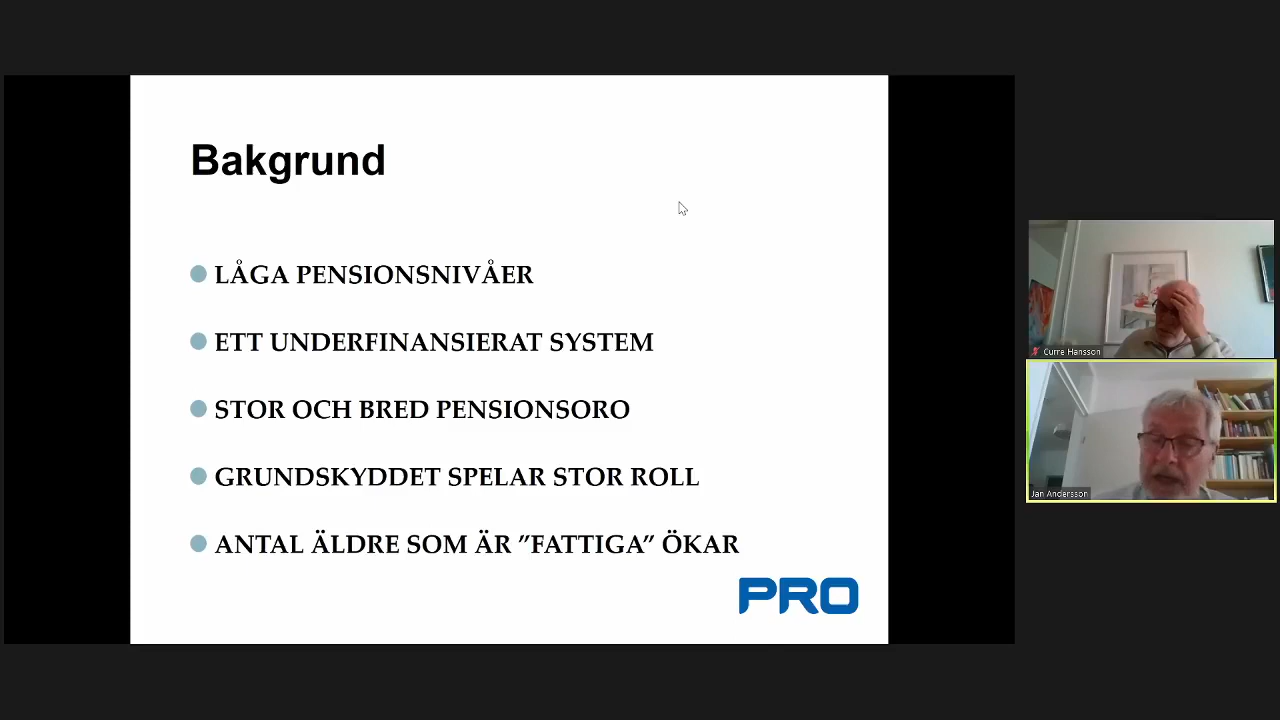 Bakgrund
LÅGA PENSIONSNIVÅER
ETT UNDERFINANSIERAT SYSTEM
STOR OCH BRED PENSIONSORO
GRUNDSKYDDET SPELAR STOR ROLL
ANTAL ÄLDRE SOM ÄR ”FATTIGA” ÖKAR
PRO
Curre Hansson
Jan Andersson